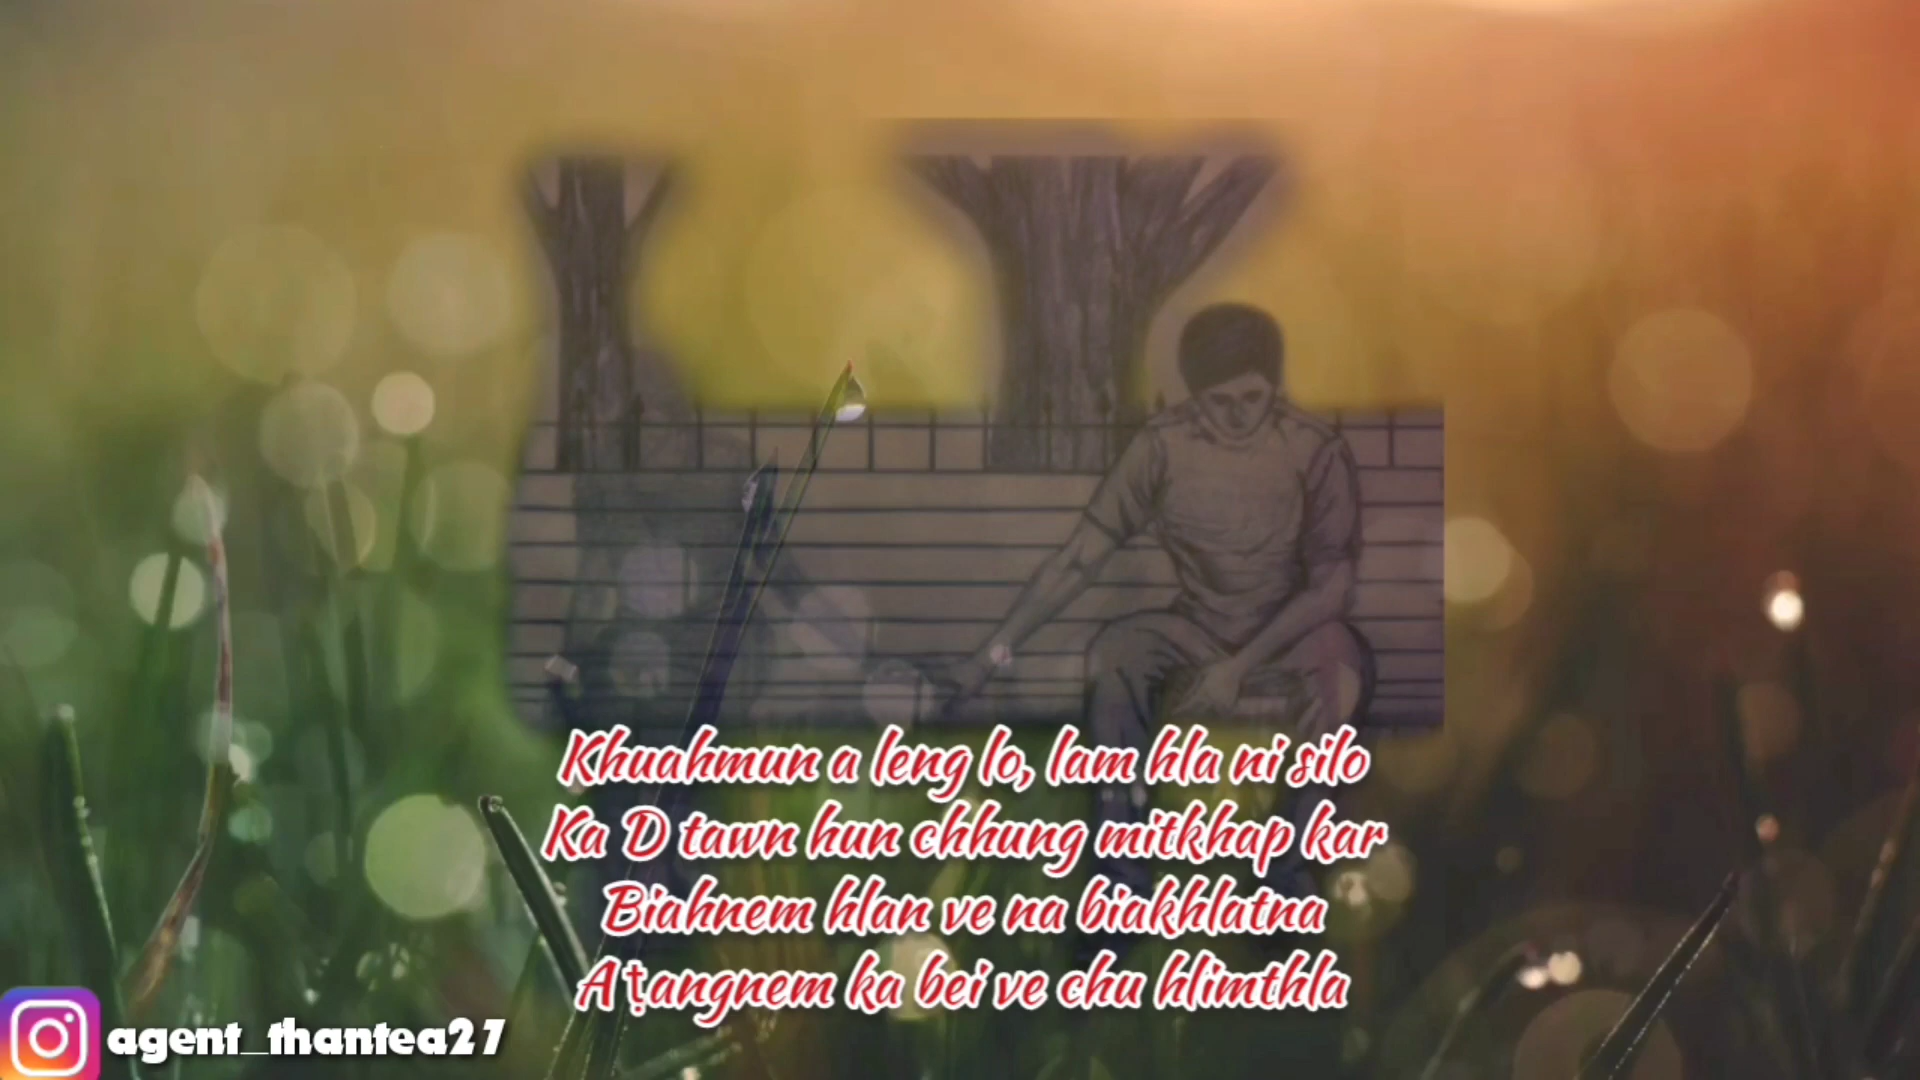 Khuahmun a leng lo, lam hla ni silo
Ka D tawn hun chhung mitkhap kar
Biahnem hlan ve na biakhlatna
Aṭangnem ka bei ve chu hlimthla
agent_thantea27